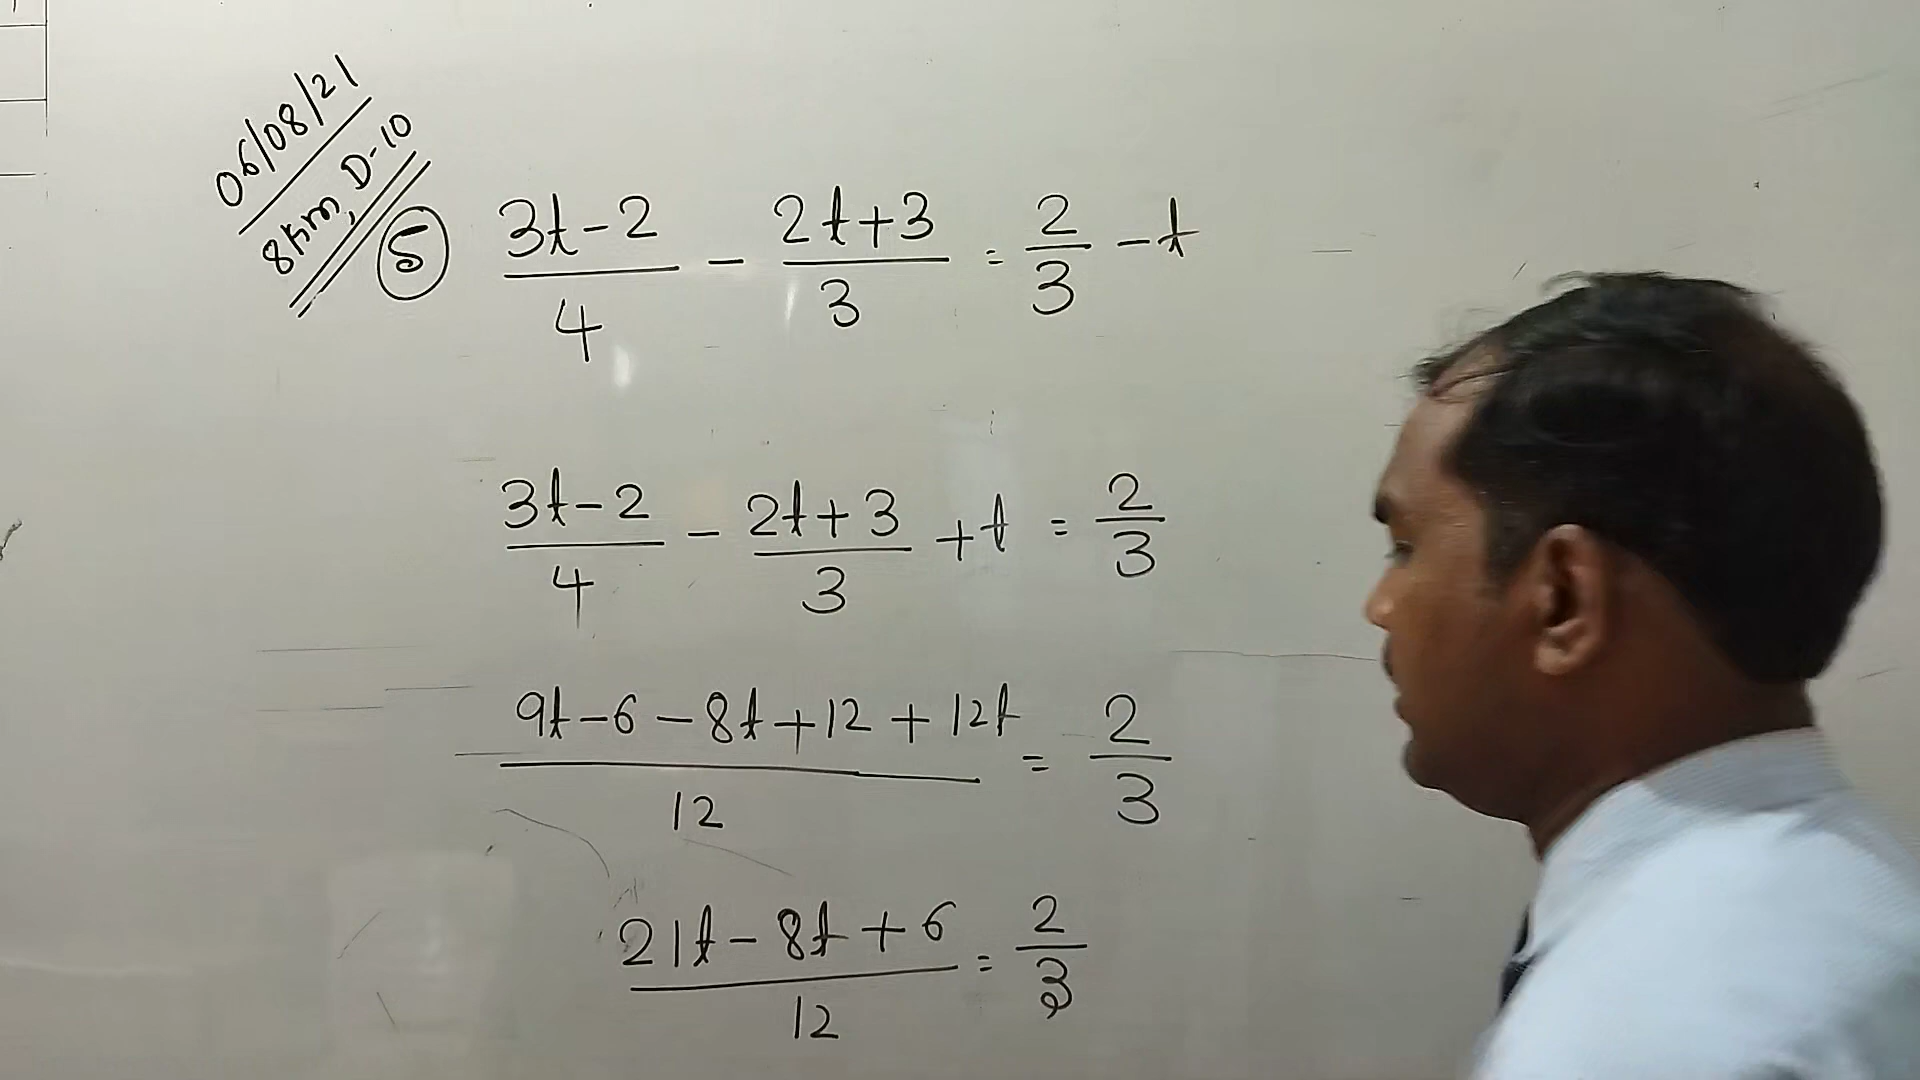 06/08/21
8km, D-10
5
3t-2/4 - 2t+3/3 = 2/3 - t
3t-2/4 - 2t+3/3 + t = 2/3
9t-6-8t+12+12t/12 = 2/3
21t-8t+6/12 = 2/3